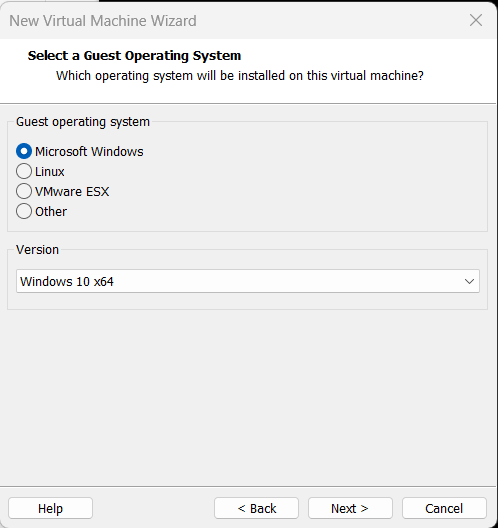 New Virtual Machine Wizard
Select a Guest Operating System
Which operating system will be installed on this virtual machine?
Guest operating system
Microsoft Windows
Linux
VMware ESX
Other
Version
Windows 10 x64
Help
< Back
Next >
Cancel